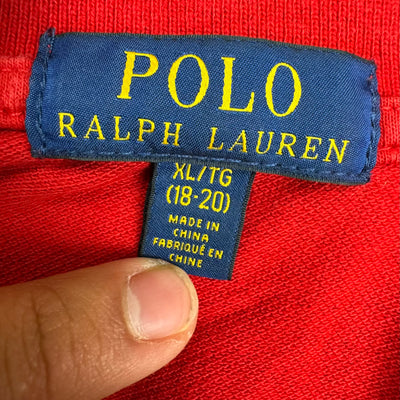 POLO
RALPH LAUREN
XL/TG
(18-20)
MADE IN
CHINA
FABRIQUÉ EN
CHINE